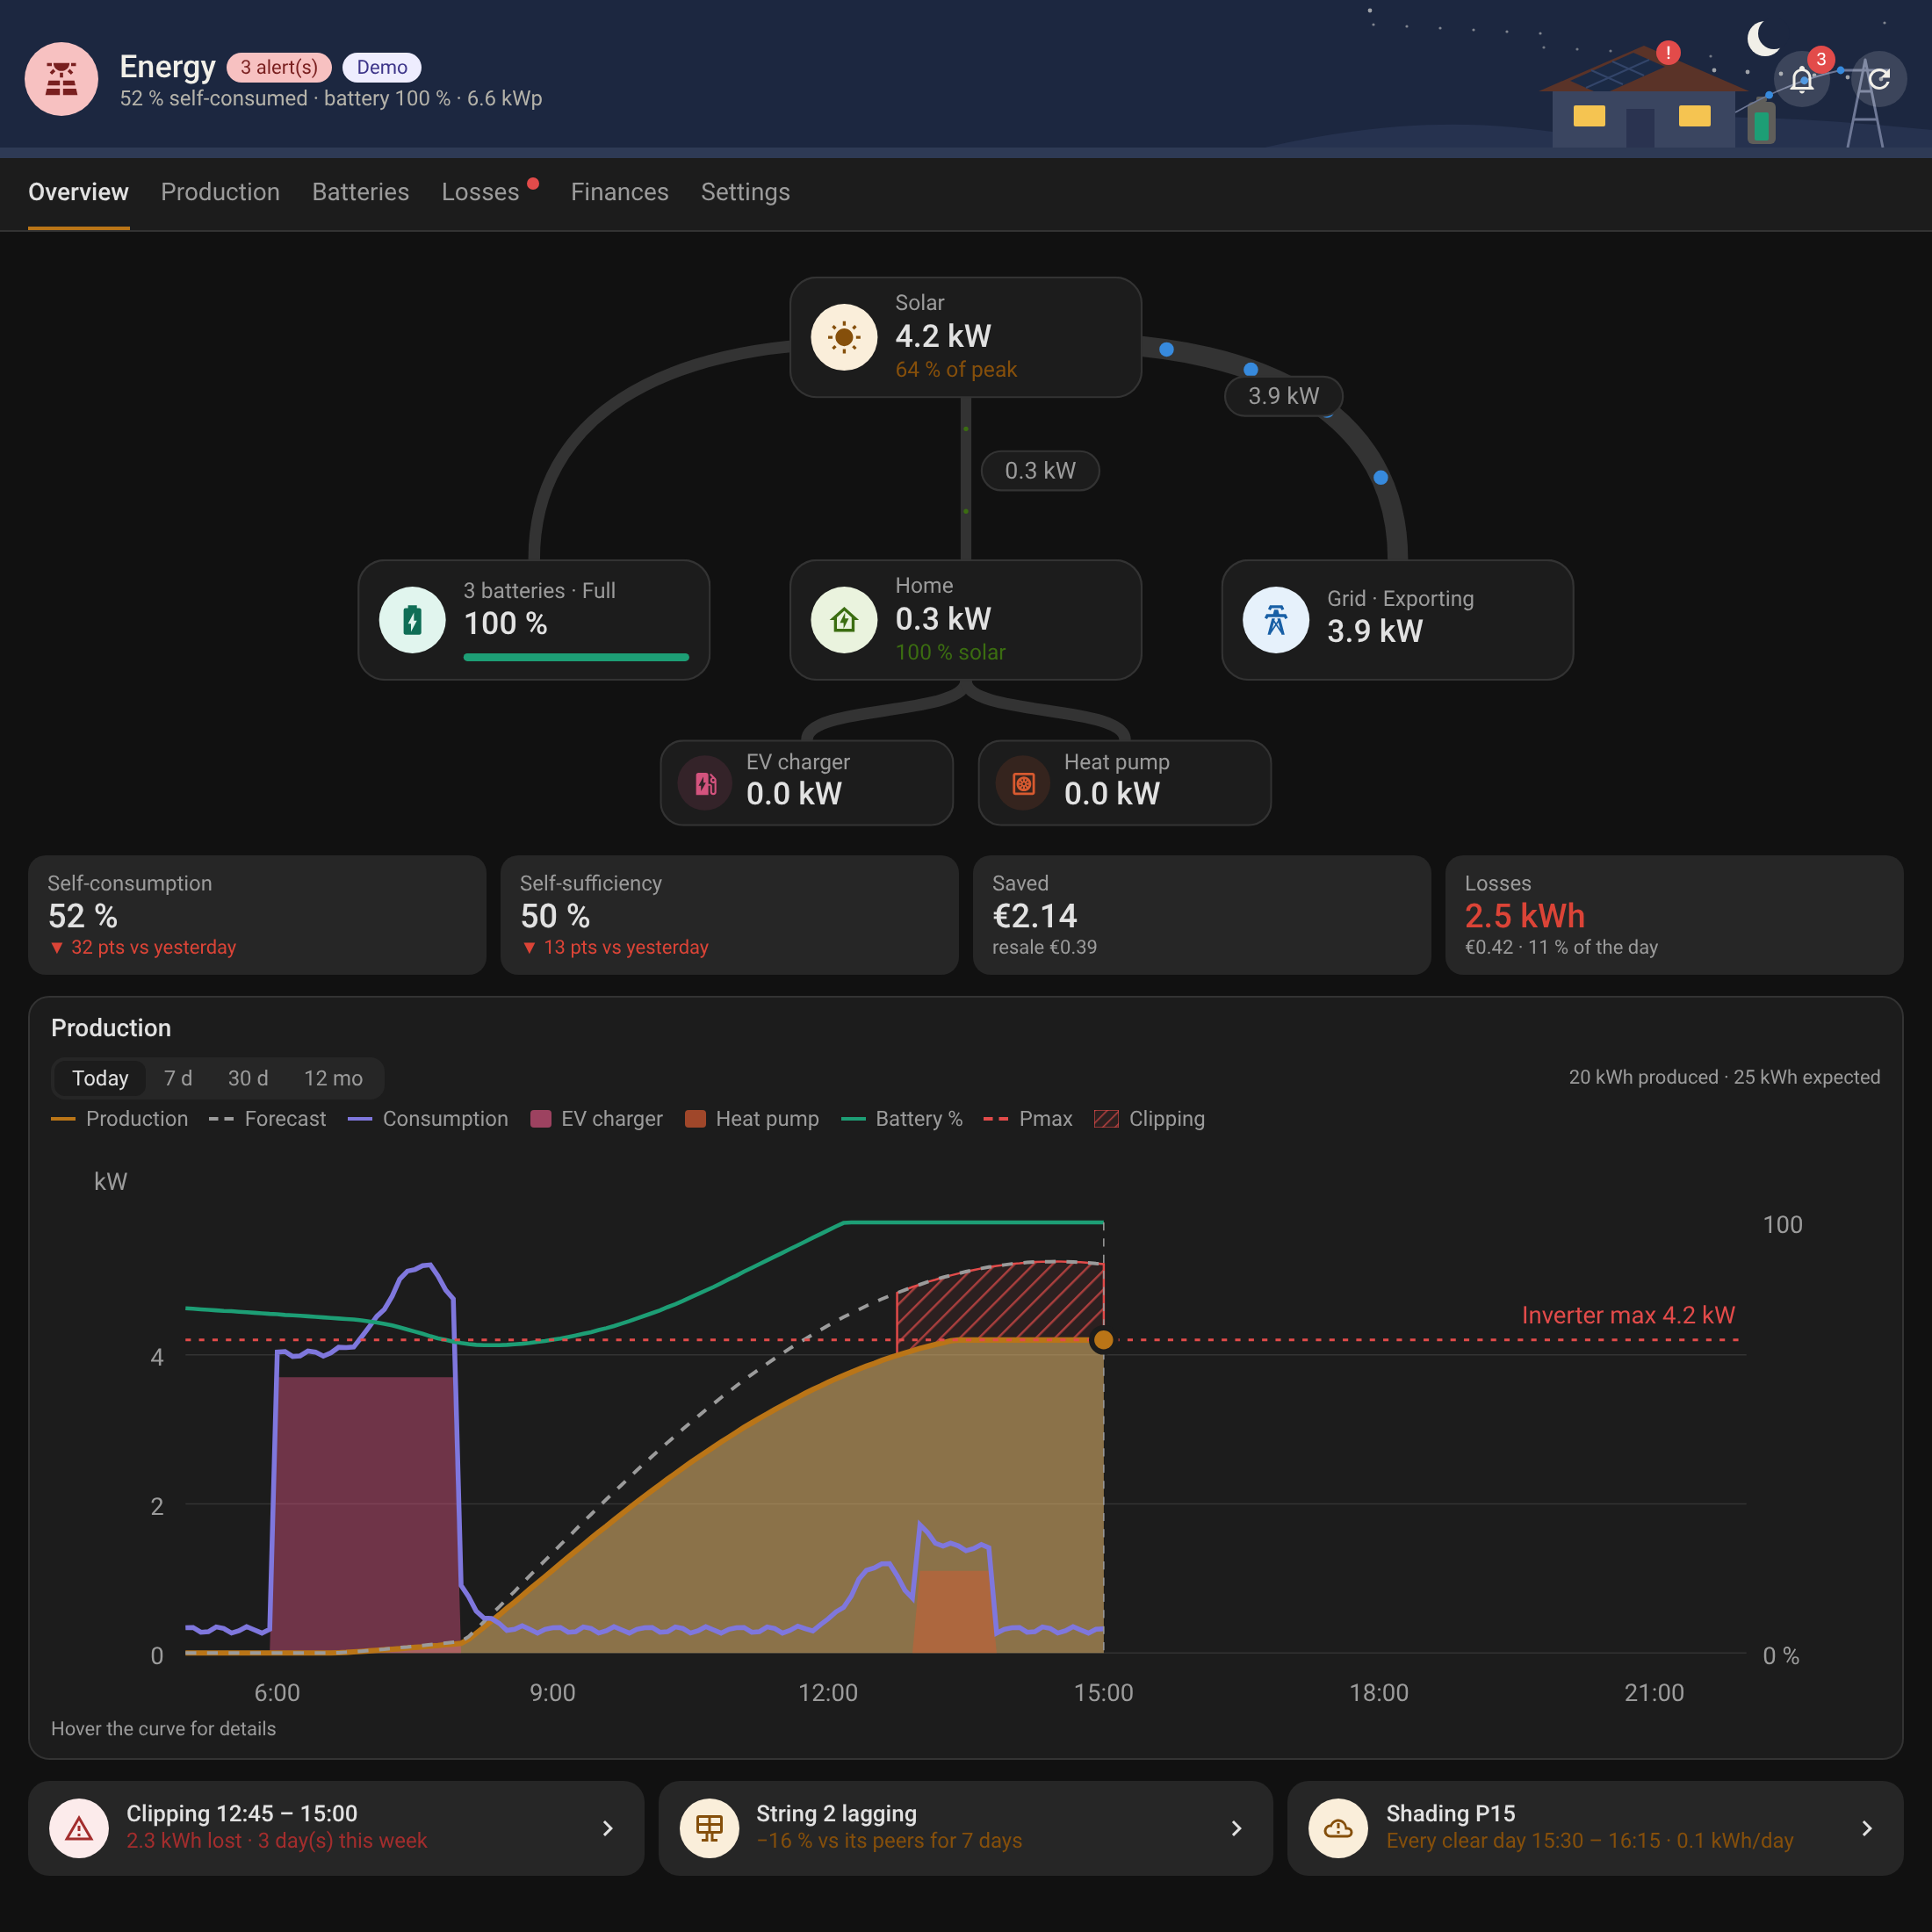 Energy 3 alert(s) Demo
52 % self-consumed · battery 100 % · 6.6 kWp
!
3
Overview Production Batteries Losses Finances Settings
Solar
4.2 kW
64 % of peak
3.9 kW
0.3 kW
3 batteries · Full
100 %
Home
0.3 kW
100 % solar
Grid · Exporting
3.9 kW
EV charger
0.0 kW
Heat pump
0.0 kW
Self-consumption
52 %
▼ 32 pts vs yesterday
Self-sufficiency
50 %
▼ 13 pts vs yesterday
Saved
€2.14
resale €0.39
Losses
2.5 kWh
€0.42 · 11 % of the day
Production
Today 7 d 30 d 12 mo
20 kWh produced · 25 kWh expected
Production Forecast Consumption EV charger Heat pump Battery % Pmax Clipping
kW
100
Inverter max 4.2 kW
4
2
0
0 %
6:00 9:00 12:00 15:00 18:00 21:00
Hover the curve for details
Clipping 12:45 – 15:00
2.3 kWh lost · 3 day(s) this week
String 2 lagging
−16 % vs its peers for 7 days
Shading P15
Every clear day 15:30 – 16:15 · 0.1 kWh/day